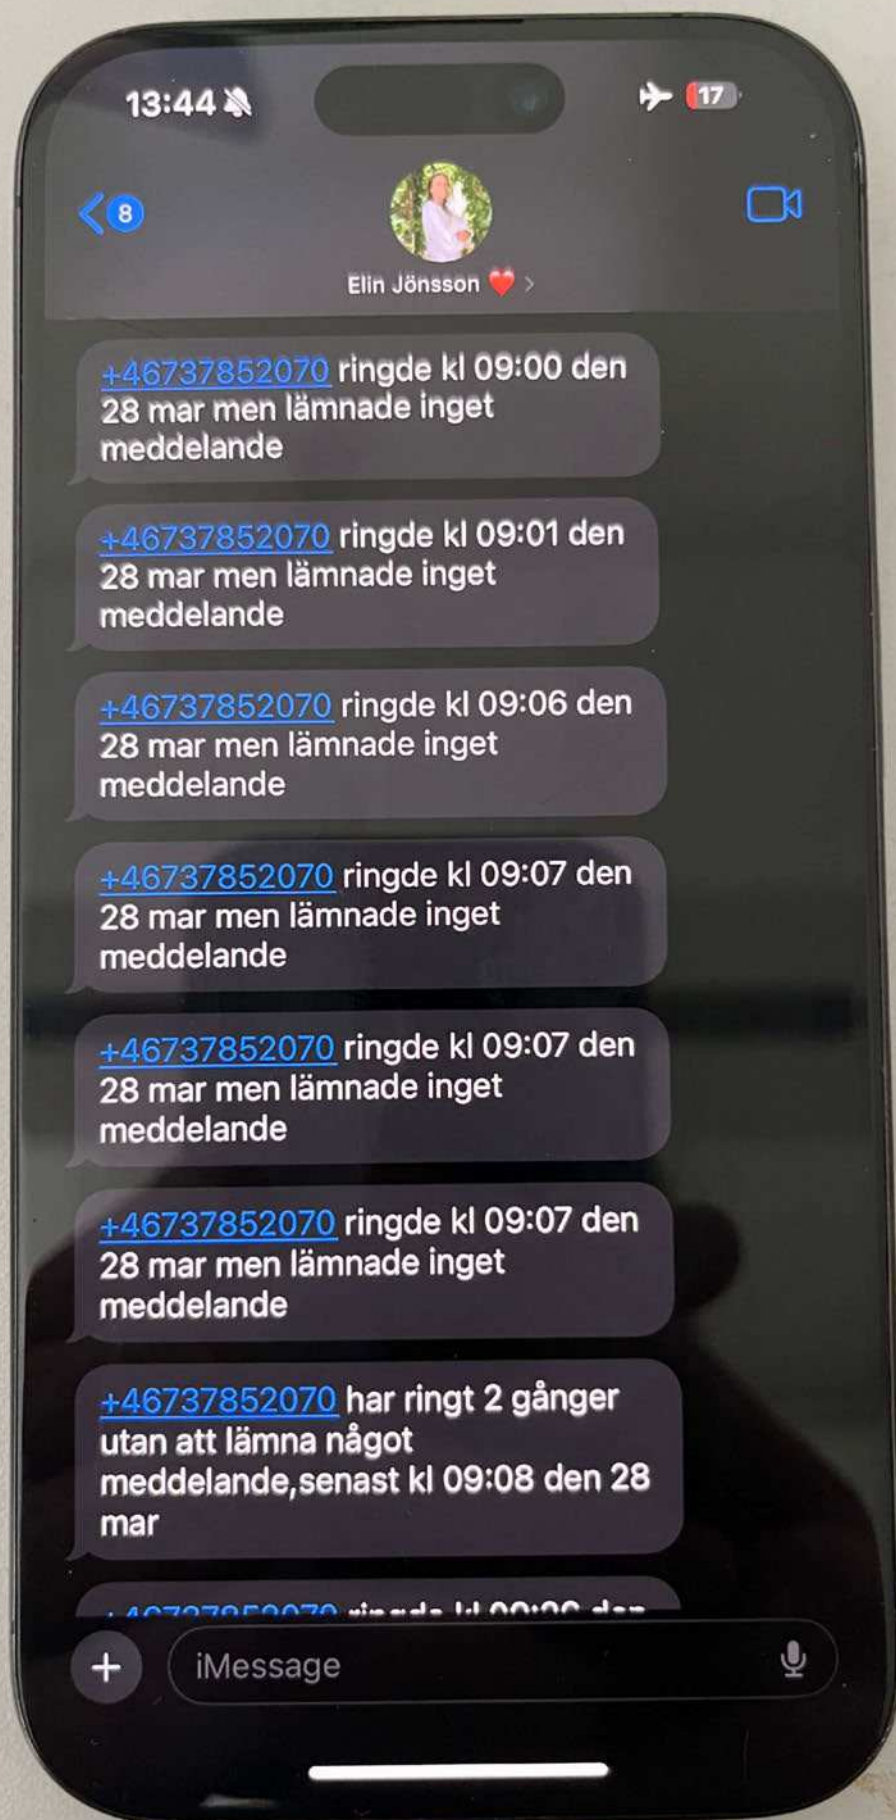 13:44
17
8
Elin Jönsson ❤️ >
+46737852070 ringde kl 09:00 den
28 mar men lämnade inget
meddelande
+46737852070 ringde kl 09:01 den
28 mar men lämnade inget
meddelande
+46737852070 ringde kl 09:06 den
28 mar men lämnade inget
meddelande
+46737852070 ringde kl 09:07 den
28 mar men lämnade inget
meddelande
+46737852070 ringde kl 09:07 den
28 mar men lämnade inget
meddelande
+46737852070 ringde kl 09:07 den
28 mar men lämnade inget
meddelande
+46737852070 har ringt 2 gånger
utan att lämna något
meddelande,senast kl 09:08 den 28
mar
+46737852070 ringde kl den
iMessage